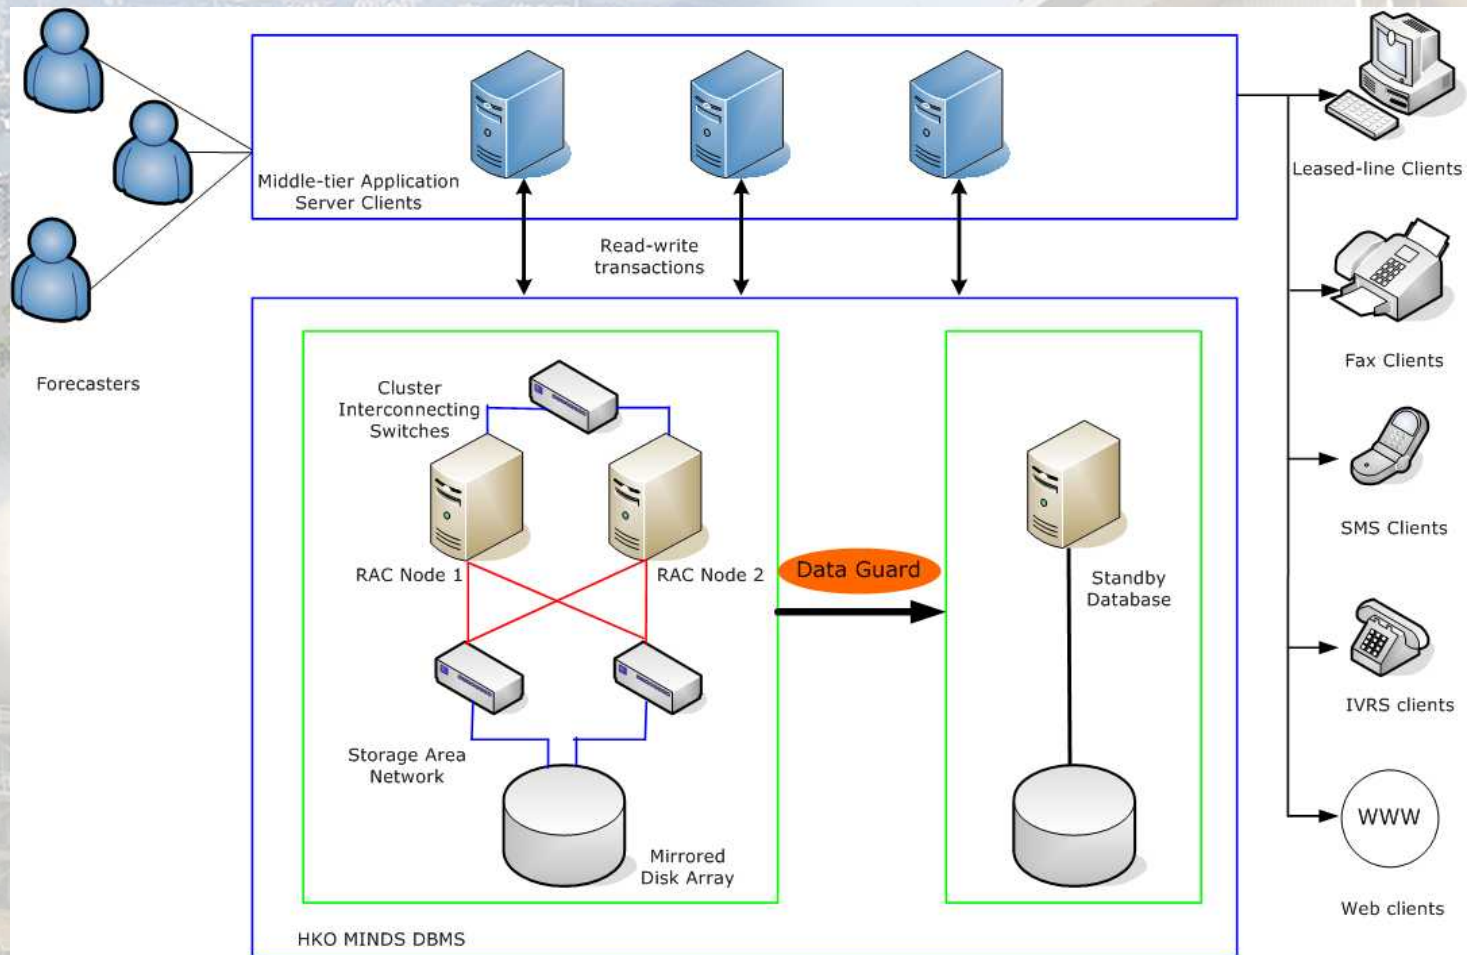 Middle-tier Application
Server Clients
Leased-line Clients
Read-write
transactions
Forecasters
Fax Clients
Cluster
Interconnecting
Switches
SMS Clients
RAC Node 1
RAC Node 2
Data Guard
Standby
Database
IVRS clients
Storage Area
Network
WWW
Mirrored
Disk Array
Web clients
HKO MINDS DBMS